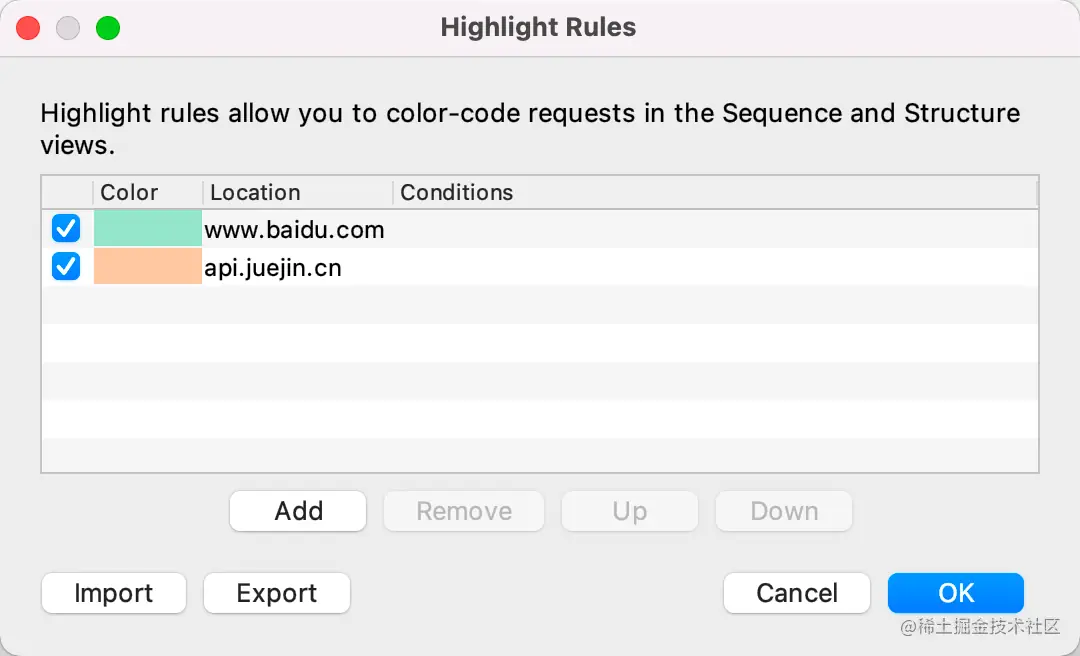 Highlight Rules
Highlight rules allow you to color-code requests in the Sequence and Structure
views.
Color Location Conditions
www.baidu.com
api.juejin.cn
Add Remove Up Down
Import Export Cancel OK
@稀土掘金技术社区